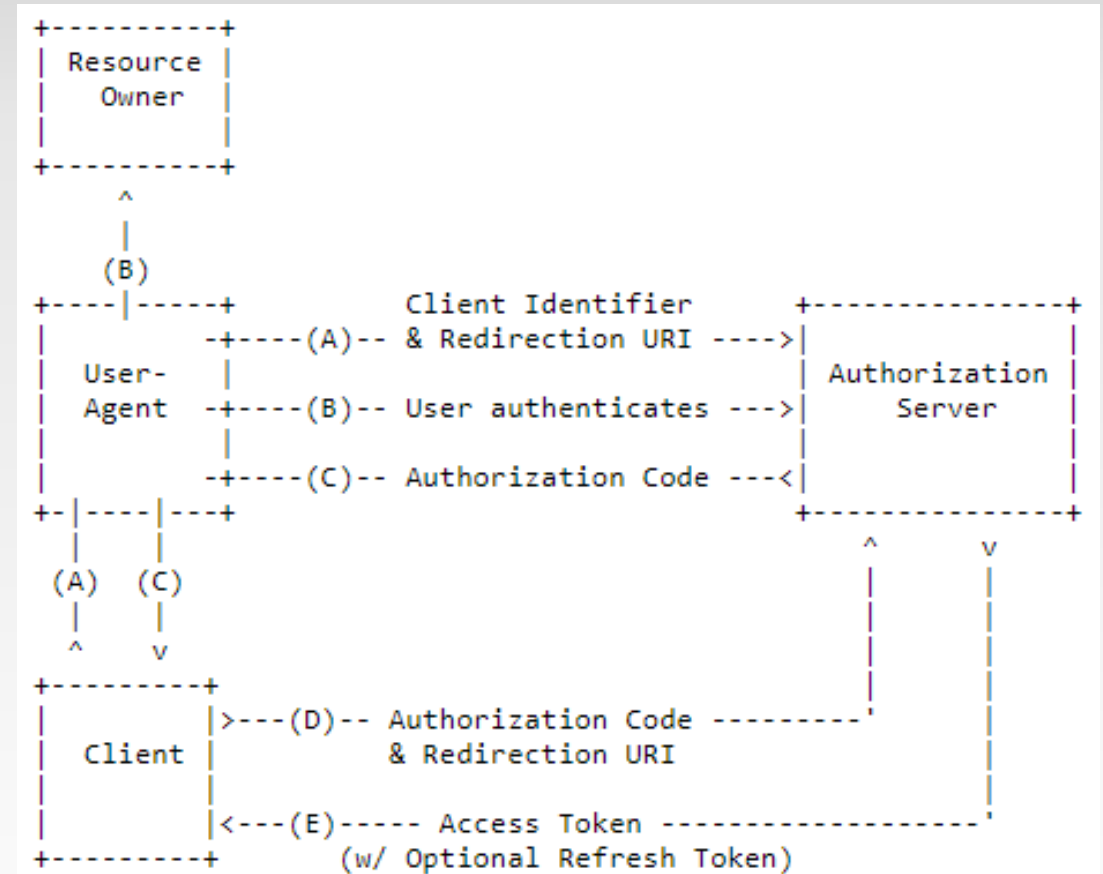 +----------+
| Resource |
|   Owner  |
|          |
+----------+
     ^
     |
    (B)
+----|-----+          Client Identifier      +---------------+
|         -+----(A)-- & Redirection URI ---->|               |
|  User-   |                                 | Authorization |
|  Agent  -+----(B)-- User authenticates --->|     Server    |
|          |                                 |               |
|         -+----(C)-- Authorization Code ---<|               |
+-|----|---+                                 +---------------+
  |    |                                         ^      v
 (A)  (C)                                        |      |
  |    |                                         |      |
  ^    v                                         |      |
+---------+                                      |      |
|         |>---(D)-- Authorization Code ---------'      |
|  Client |          & Redirection URI                  |
|         |                                             |
|         |<---(E)----- Access Token -------------------'
+---------+       (w/ Optional Refresh Token)